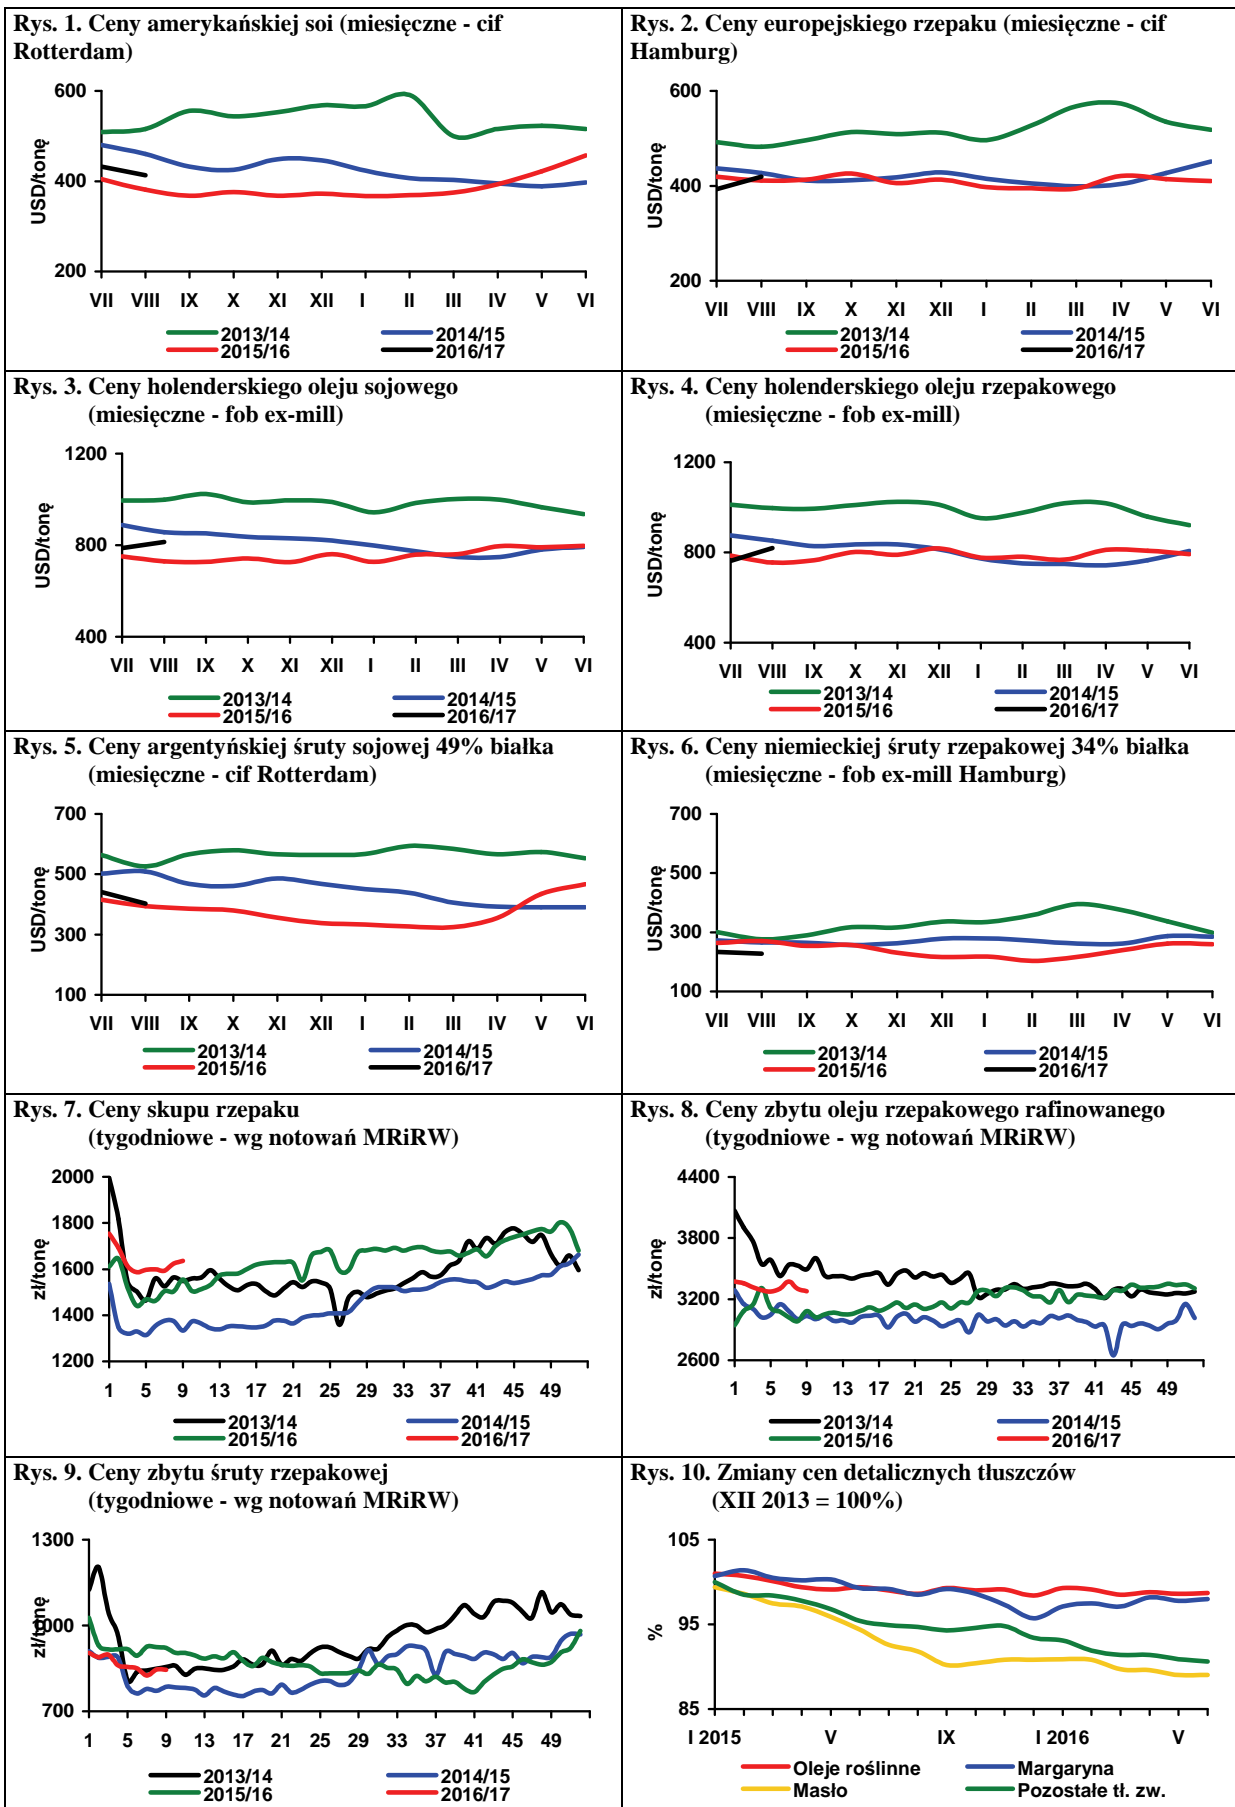 Rys. 1. Ceny amerykańskiej soi (miesięczne - cif
Rotterdam)
600
400
200
USD/tonę
VII VIII IX X XI XII I II III IV V VI
2013/14 2014/15
2015/16 2016/17
Rys. 2. Ceny europejskiego rzepaku (miesięczne - cif
Hamburg)
600
400
200
USD/tonę
VII VIII IX X XI XII I II III IV V VI
2013/14 2014/15
2015/16 2016/17
Rys. 3. Ceny holenderskiego oleju sojowego
(miesięczne - fob ex-mill)
1200
800
400
USD/tonę
VII VIII IX X XI XII I II III IV V VI
2013/14 2014/15
2015/16 2016/17
Rys. 4. Ceny holenderskiego oleju rzepakowego
(miesięczne - fob ex-mill)
1200
800
400
USD/tonę
VII VIII IX X XI XII I II III IV V VI
2013/14 2014/15
2015/16 2016/17
Rys. 5. Ceny argentyńskiej śruty sojowej 49% białka
(miesięczne - cif Rotterdam)
700
500
300
100
USD/tonę
VII VIII IX X XI XII I II III IV V VI
2013/14 2014/15
2015/16 2016/17
Rys. 6. Ceny niemieckiej śruty rzepakowej 34% białka
(miesięczne - fob ex-mill Hamburg)
700
500
300
100
USD/tonę
VII VIII IX X XI XII I II III IV V VI
2013/14 2014/15
2015/16 2016/17
Rys. 7. Ceny skupu rzepaku
(tygodniowe - wg notowań MRiRW)
2000
1800
1600
1400
1200
zł/tonę
1 5 9 13 17 21 25 29 33 37 41 45 49
2013/14 2014/15
2015/16 2016/17
Rys. 8. Ceny zbytu oleju rzepakowego rafinowanego
(tygodniowe - wg notowań MRiRW)
4400
3800
3200
2600
zł/tonę
1 5 9 13 17 21 25 29 33 37 41 45 49
2013/14 2014/15
2015/16 2016/17
Rys. 9. Ceny zbytu śruty rzepakowej
(tygodniowe - wg notowań MRiRW)
1300
1000
700
zł/tonę
1 5 9 13 17 21 25 29 33 37 41 45 49
2013/14 2014/15
2015/16 2016/17
Rys. 10. Zmiany cen detalicznych tłuszczów
(XII 2013 = 100%)
105
95
85
%
I 2015 V IX I 2016 V
Oleje roślinne Margaryna
Masło Pozostałe tł. zw.